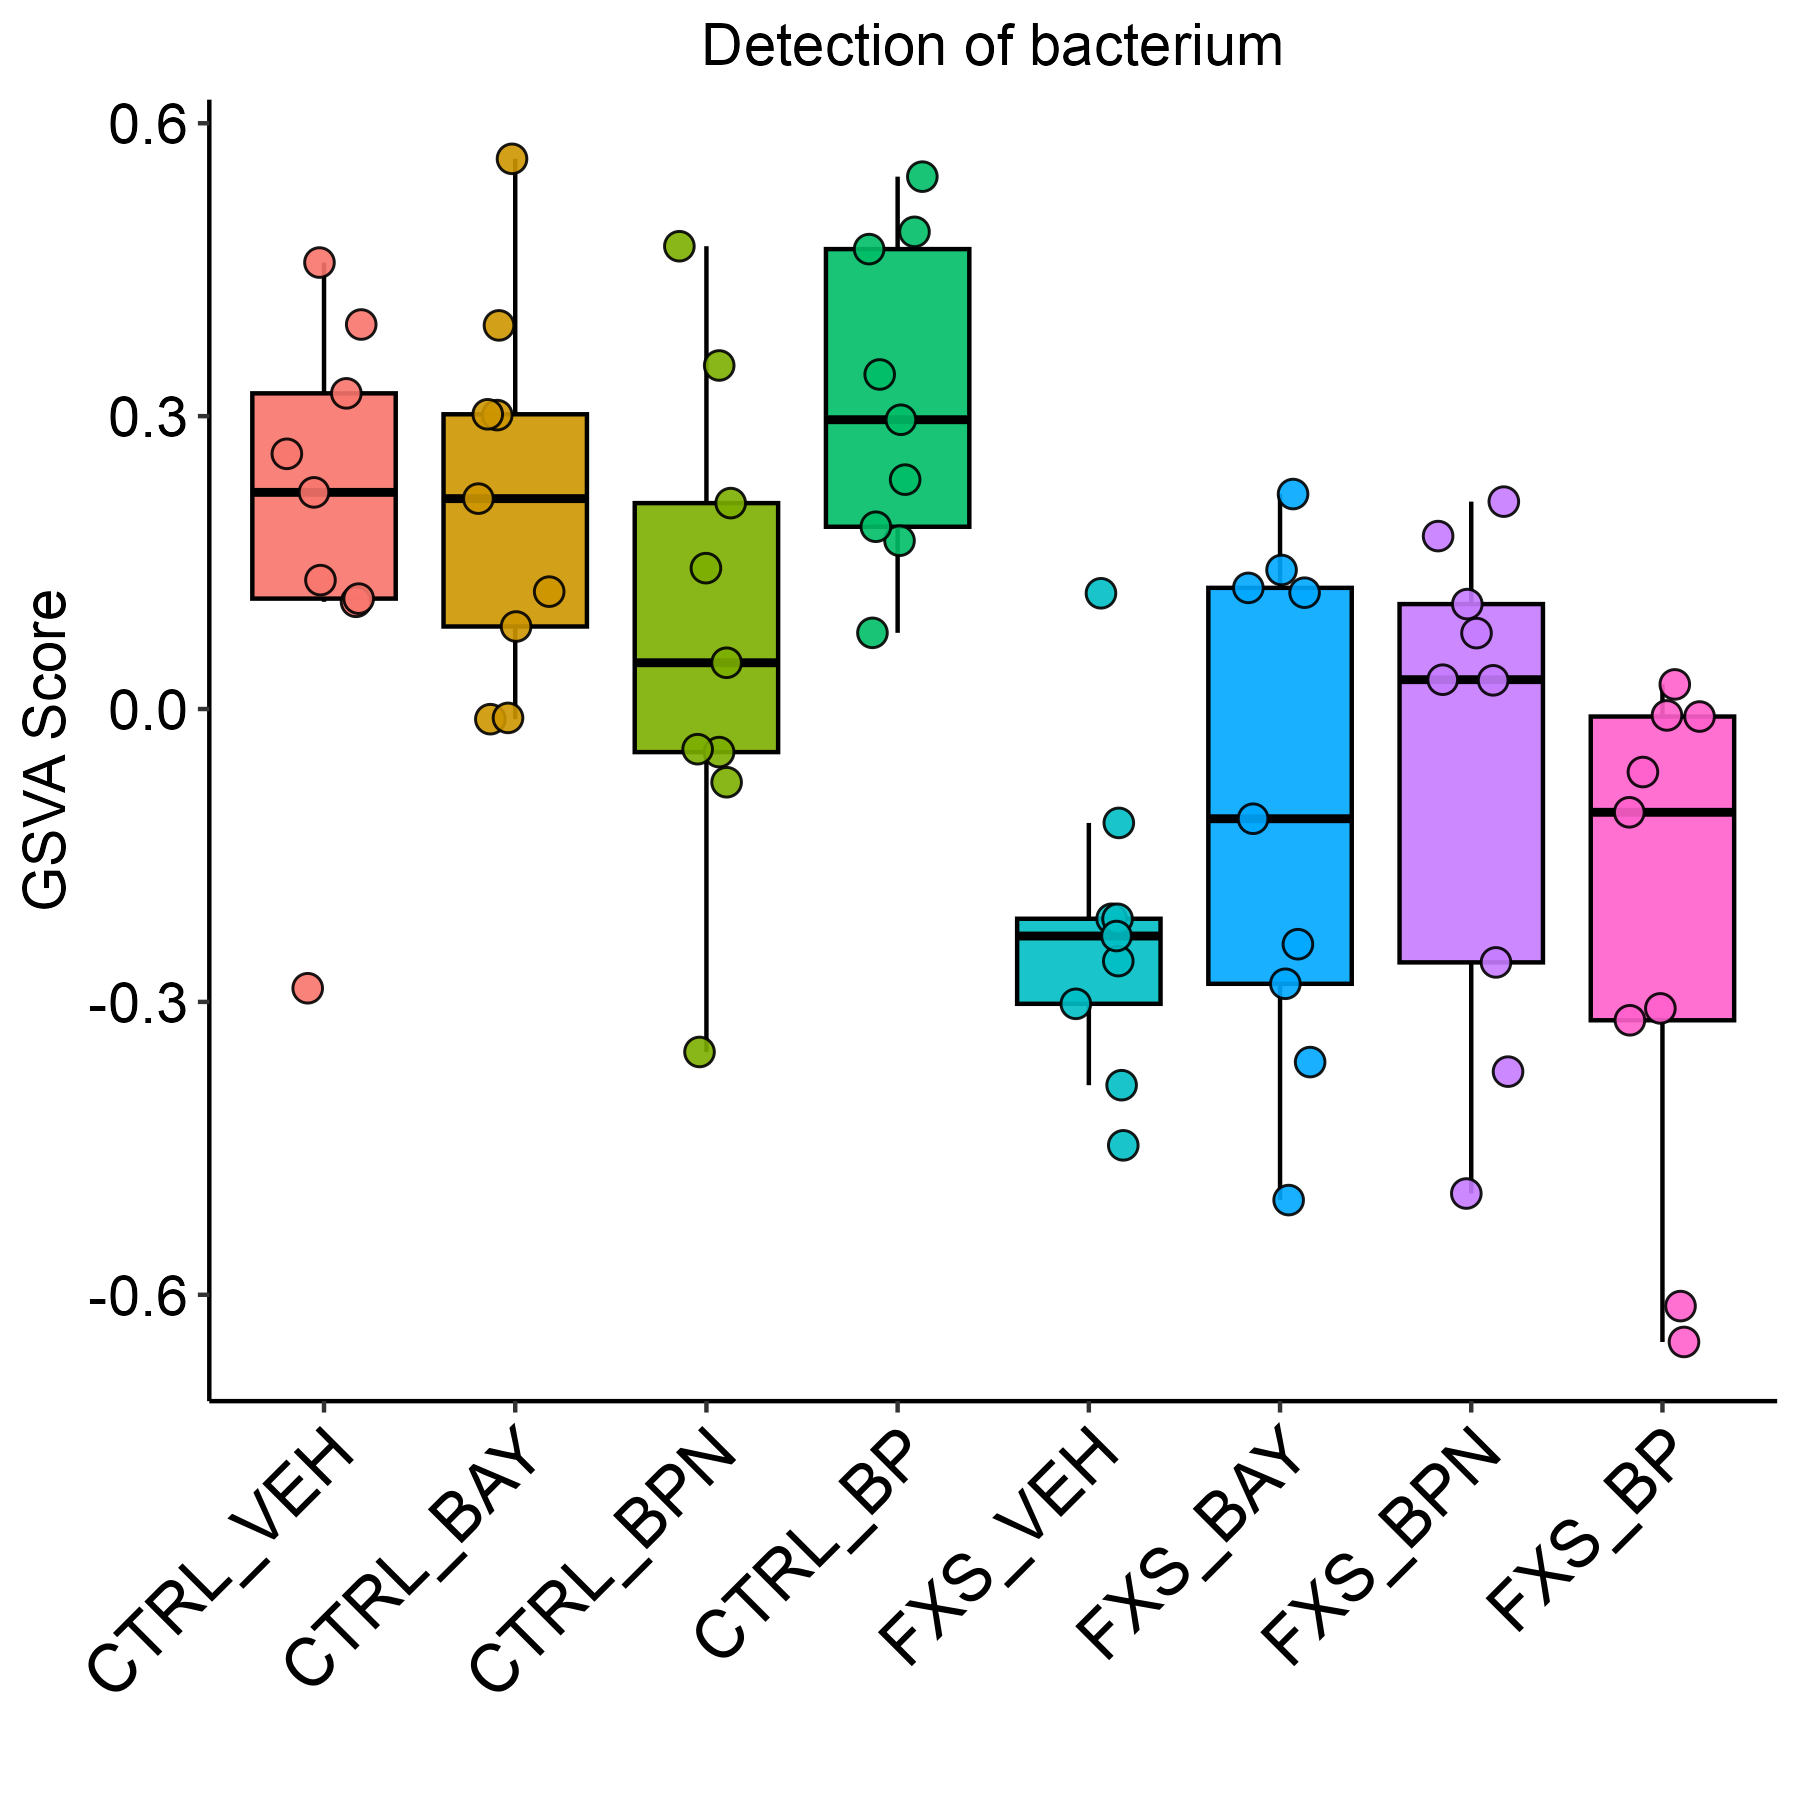 Detection of bacterium
GSVA Score
0.6
0.3
0.0
-0.3
-0.6
CTRL_VEH
CTRL_BAY
CTRL_BPN
CTRL_BP
FXS_VEH
FXS_BAY
FXS_BPN
FXS_BP